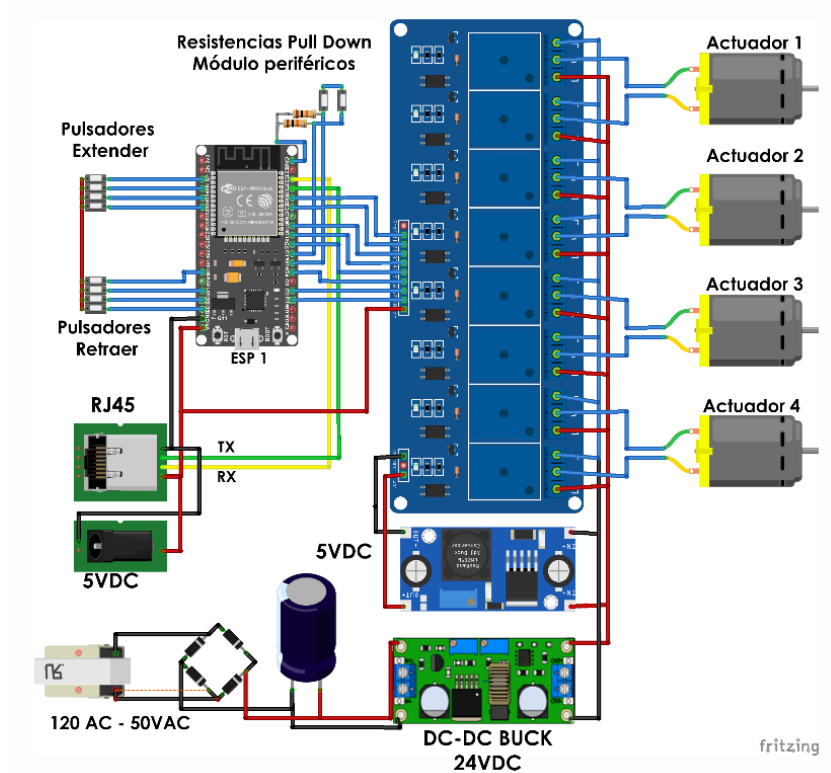 Resistencias Pull Down
Módulo periféricos
Actuador 1
Pulsadores
Extender
Actuador 2
Actuador 3
Pulsadores
Retraer
ESP 1
RJ45
Actuador 4
TX
RX
5VDC
5VDC
120 AC - 50VAC
DC-DC BUCK
24VDC
fritzing